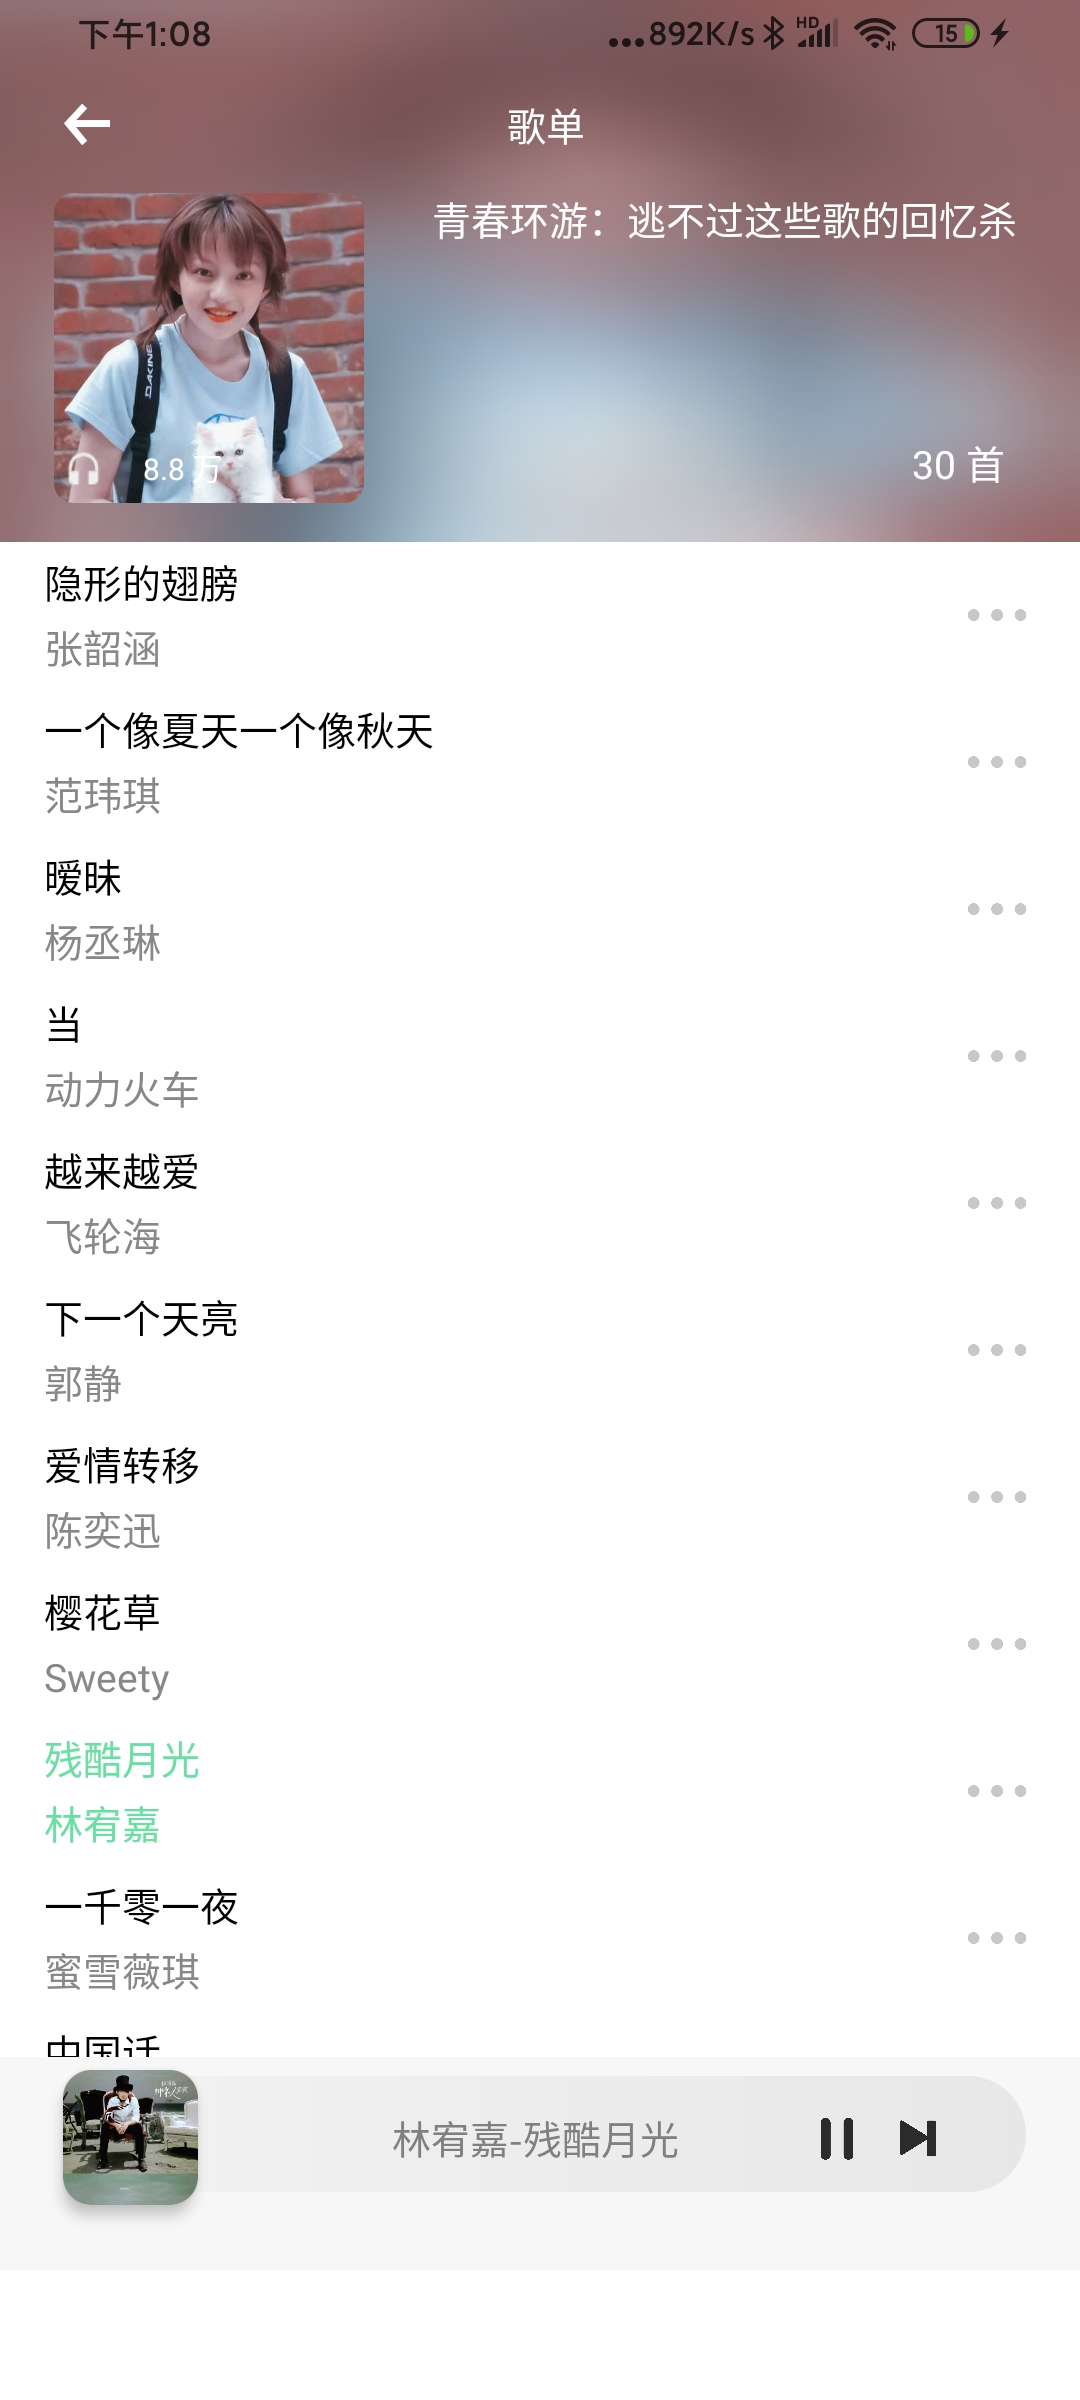 下午1:08
...892K/s
HD
15
歌单
青春环游：逃不过这些歌的回忆杀
DAKINE
8.8 万
30 首
隐形的翅膀
张韶涵
一个像夏天一个像秋天
范玮琪
暧昧
杨丞琳
当
动力火车
越来越爱
飞轮海
下一个天亮
郭静
爱情转移
陈奕迅
樱花草
Sweety
残酷月光
林宥嘉
一千零一夜
蜜雪薇琪
中国话
林宥嘉-残酷月光